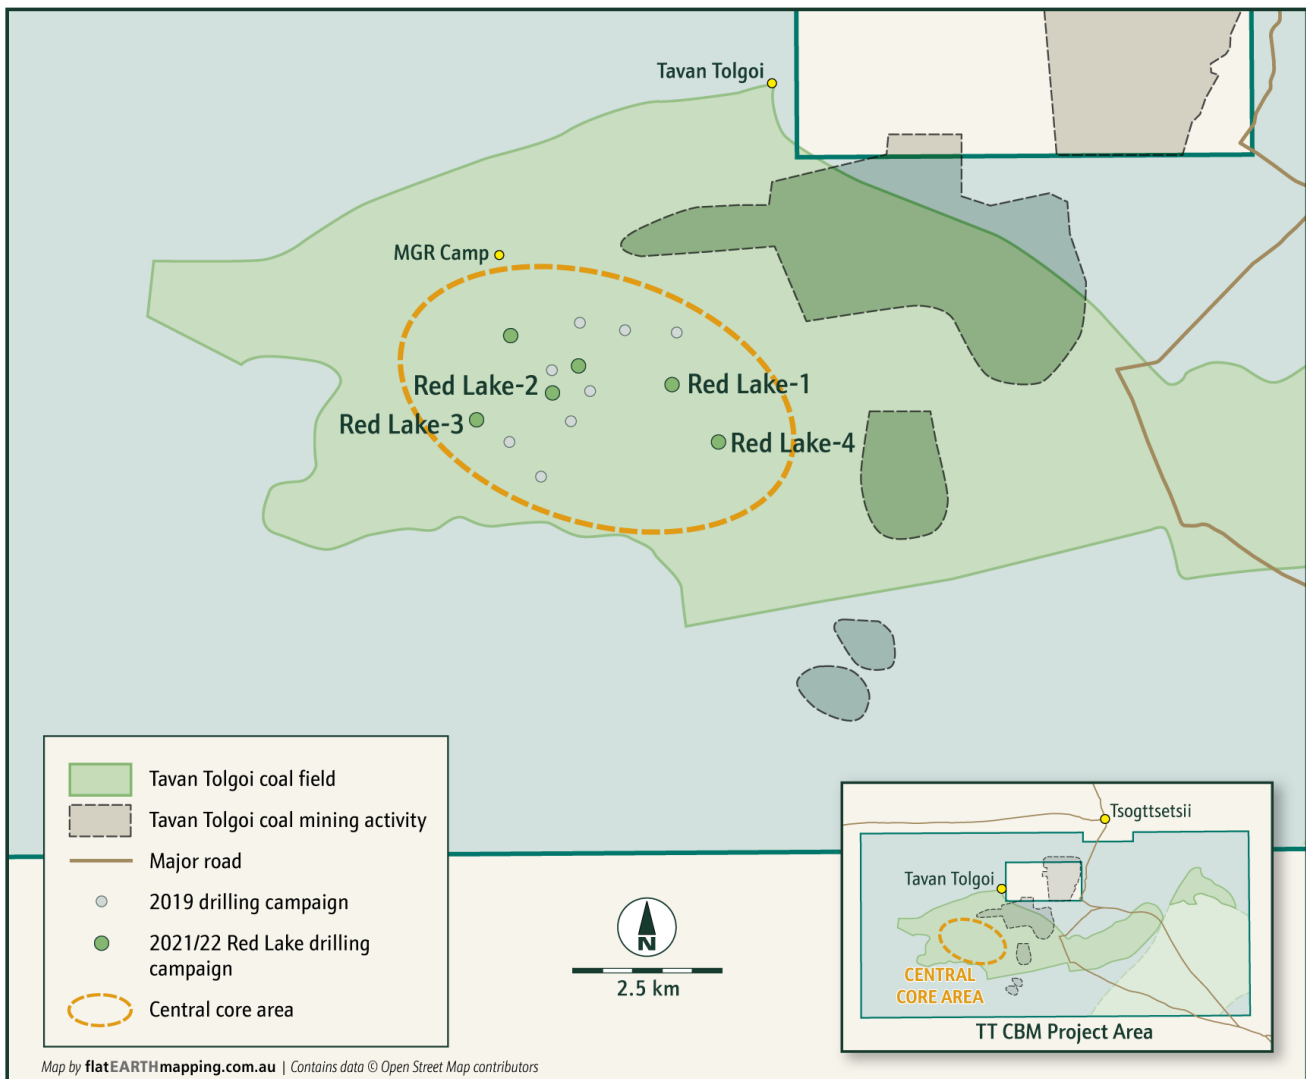 Tavan Tolgoi
MGR Camp
Red Lake-2
Red Lake-1
Red Lake-3
Red Lake-4
Tavan Tolgoi coal field
Tavan Tolgoi coal mining activity
Major road
2019 drilling campaign
2021/22 Red Lake drilling
campaign
Central core area
N
2.5 km
Tsogttsetsii
Tavan Tolgoi
CENTRAL
CORE AREA
TT CBM Project Area
Map by flatEARTHmapping.com.au | Contains data © Open Street Map contributors